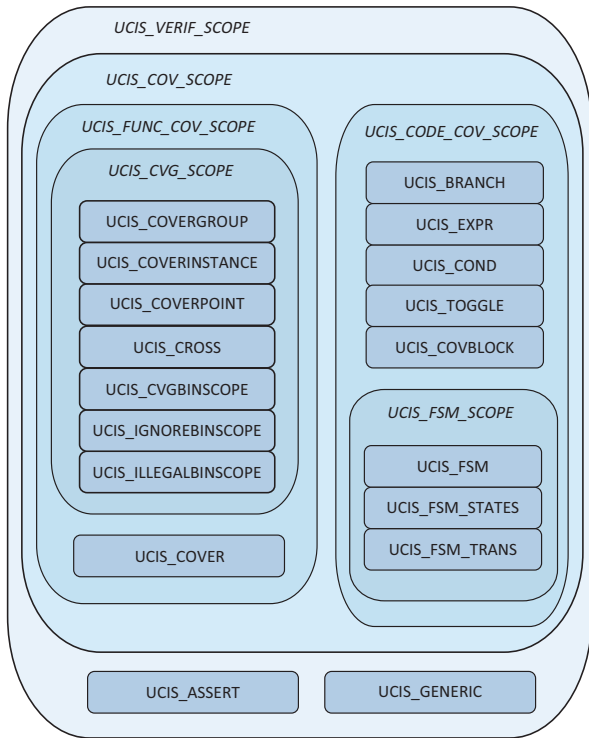 UCIS_VERIF_SCOPE
UCIS_COV_SCOPE
UCIS_FUNC_COV_SCOPE
UCIS_CVG_SCOPE
UCIS_COVERGROUP
UCIS_COVERINSTANCE
UCIS_COVERPOINT
UCIS_CROSS
UCIS_CVGBINSCOPE
UCIS_IGNOREBINSCOPE
UCIS_ILLEGALBINSCOPE
UCIS_COVER
UCIS_CODE_COV_SCOPE
UCIS_BRANCH
UCIS_EXPR
UCIS_COND
UCIS_TOGGLE
UCIS_COVBLOCK
UCIS_FSM_SCOPE
UCIS_FSM
UCIS_FSM_STATES
UCIS_FSM_TRANS
UCIS_ASSERT
UCIS_GENERIC